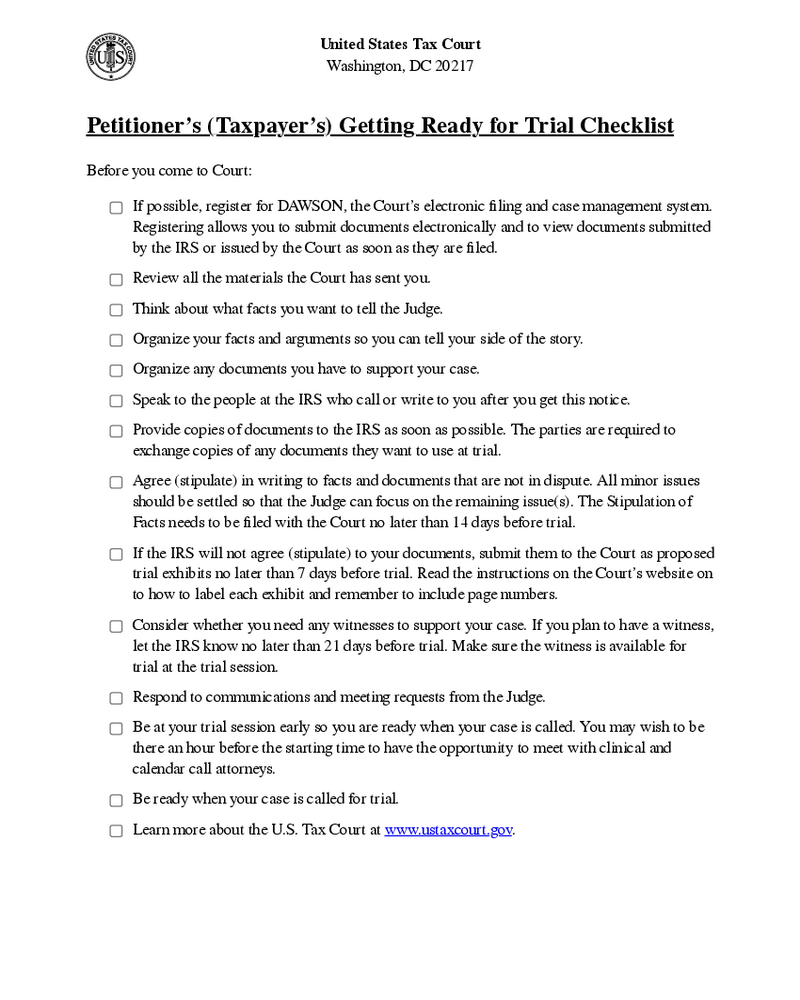 UNITED STATES TAX COURT
US
United States Tax Court
Washington, DC 20217
Petitioner’s (Taxpayer’s) Getting Ready for Trial Checklist
Before you come to Court:
If possible, register for DAWSON, the Court’s electronic filing and case management system.
Registering allows you to submit documents electronically and to view documents submitted
by the IRS or issued by the Court as soon as they are filed.
Review all the materials the Court has sent you.
Think about what facts you want to tell the Judge.
Organize your facts and arguments so you can tell your side of the story.
Organize any documents you have to support your case.
Speak to the people at the IRS who call or write to you after you get this notice.
Provide copies of documents to the IRS as soon as possible. The parties are required to
exchange copies of any documents they want to use at trial.
Agree (stipulate) in writing to facts and documents that are not in dispute. All minor issues
should be settled so that the Judge can focus on the remaining issue(s). The Stipulation of
Facts needs to be filed with the Court no later than 14 days before trial.
If the IRS will not agree (stipulate) to your documents, submit them to the Court as proposed
trial exhibits no later than 7 days before trial. Read the instructions on the Court’s website on
to how to label each exhibit and remember to include page numbers.
Consider whether you need any witnesses to support your case. If you plan to have a witness,
let the IRS know no later than 21 days before trial. Make sure the witness is available for
trial at the trial session.
Respond to communications and meeting requests from the Judge.
Be at your trial session early so you are ready when your case is called. You may wish to be
there an hour before the starting time to have the opportunity to meet with clinical and
calendar call attorneys.
Be ready when your case is called for trial.
Learn more about the U.S. Tax Court at www.ustaxcourt.gov.